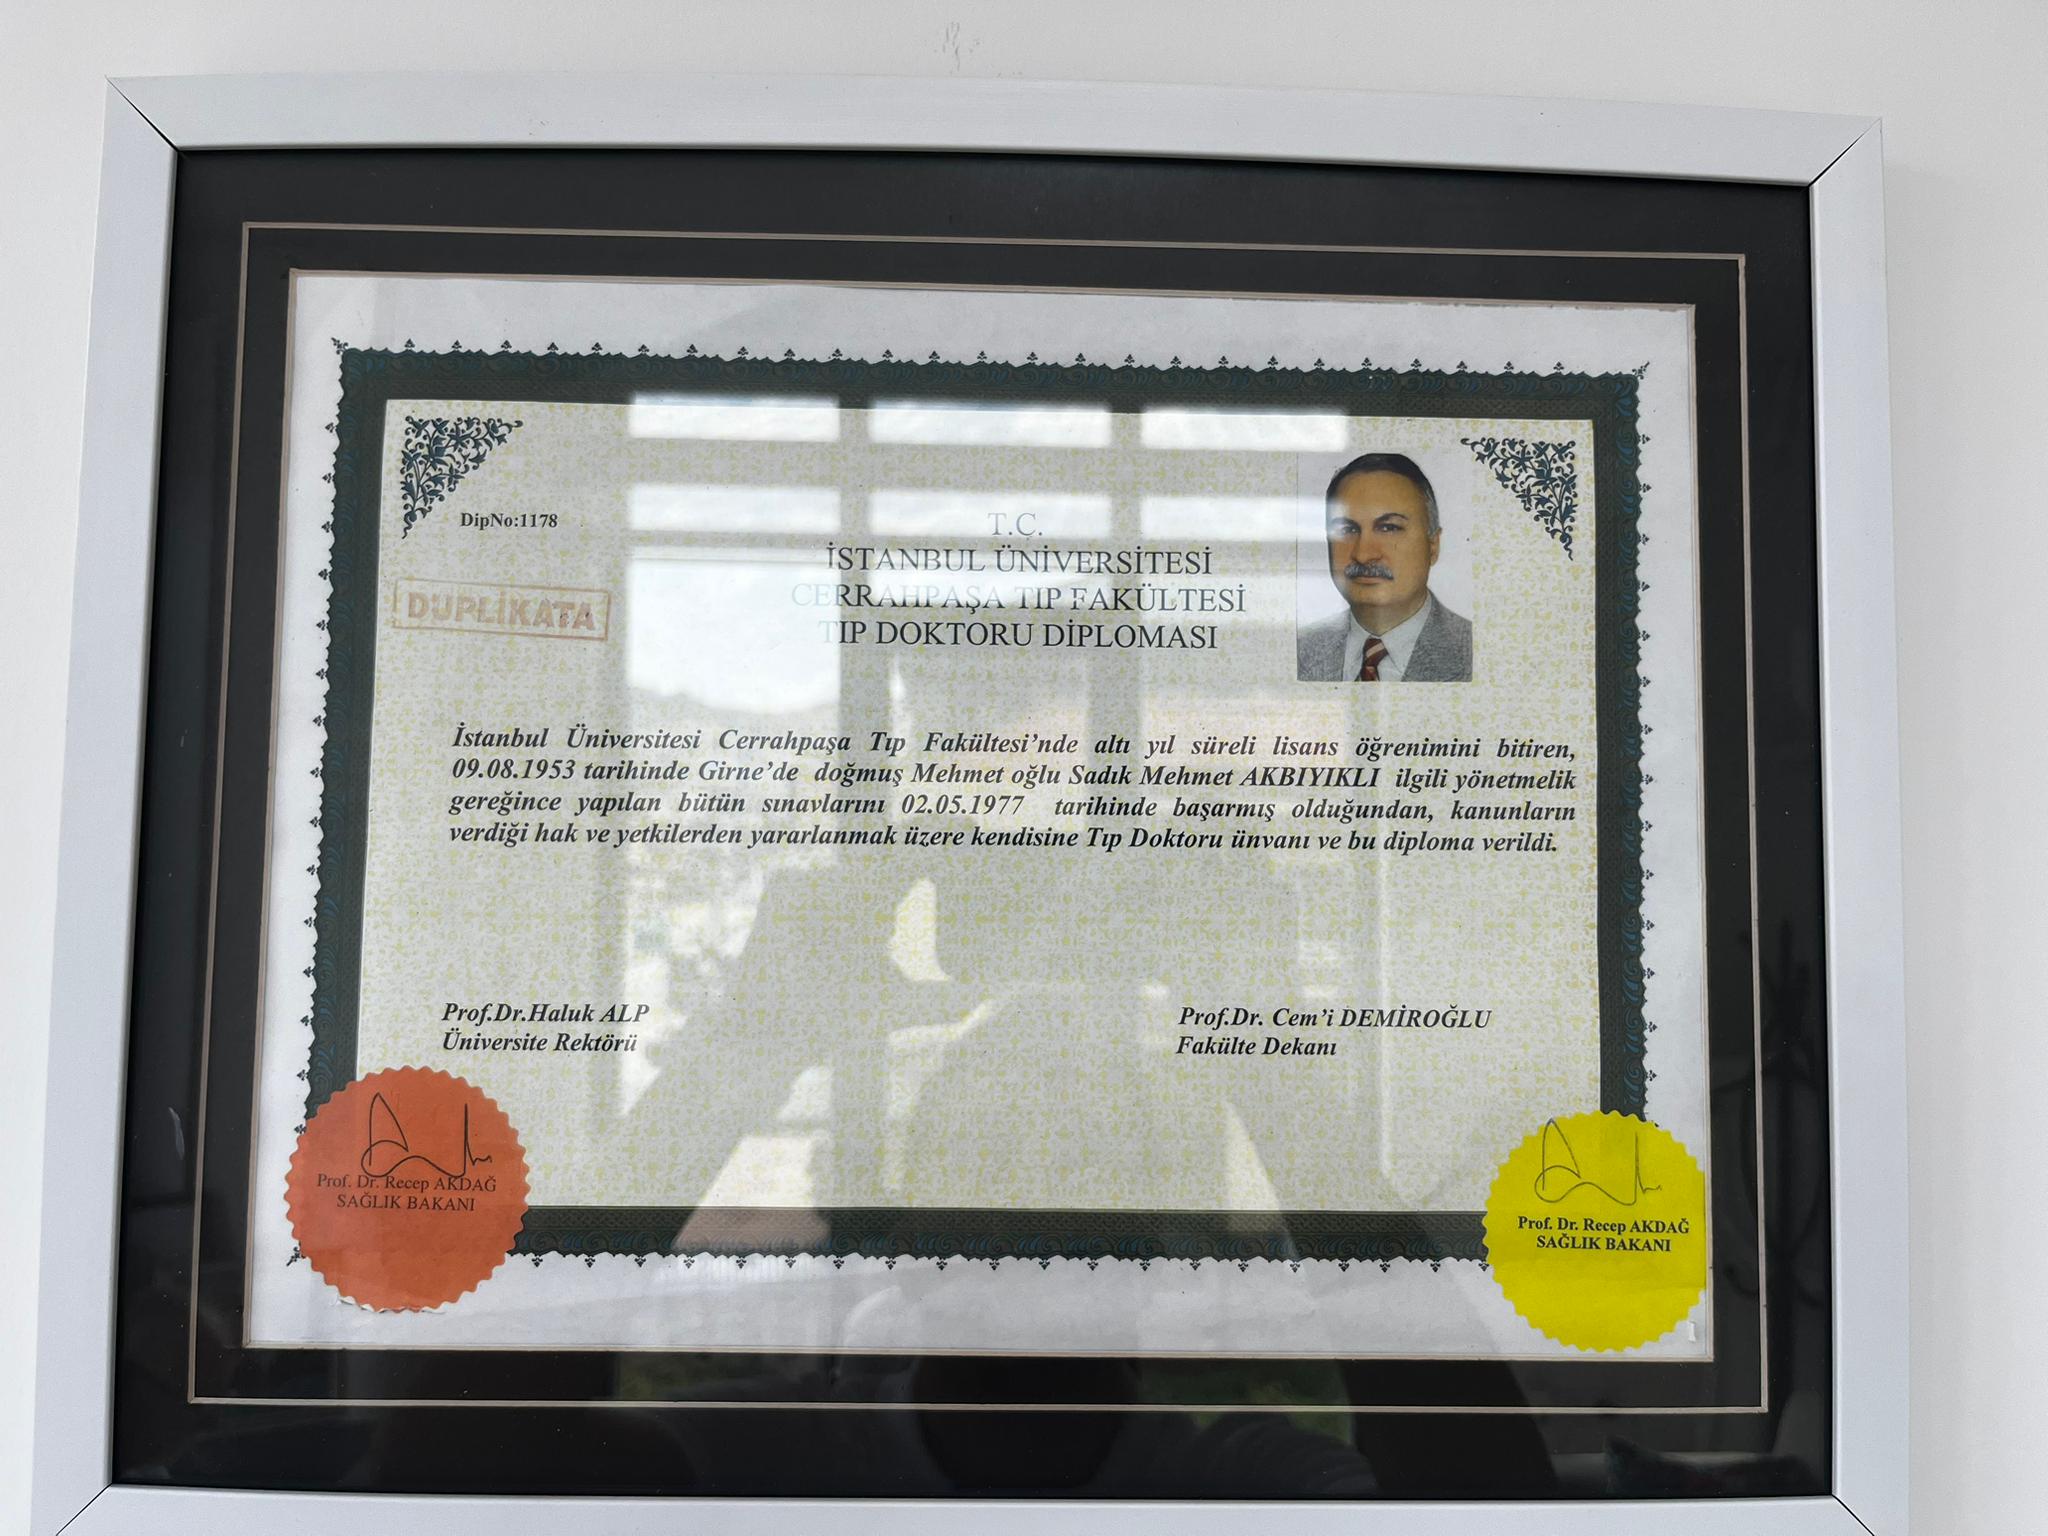 DipNo:1178
DUPLİKATA
T.C.
İSTANBUL ÜNİVERSİTESİ
CERRAHPAŞA TIP FAKÜLTESİ
TIP DOKTORU DİPLOMASI
İstanbul Üniversitesi Cerrahpaşa Tıp Fakültesi'nde altı yıl süreli lisans öğrenimini bitiren,
09.08.1953 tarihinde Girne'de doğmuş Mehmet oğlu Sadık Mehmet AKBIYIKLI ilgili yönetmelik
gereğince yapılan bütün sınavlarını 02.05.1977 tarihinde başarmış olduğundan, kanunların
verdiği hak ve yetkilerden yararlanmak üzere kendisine Tıp Doktoru ünvanı ve bu diploma verildi.
Prof.Dr.Haluk ALP
Üniversite Rektörü
Prof.Dr. Cem'i DEMİROĞLU
Fakülte Dekanı
Prof. Dr. Recep AKDAĞ
SAĞLIK BAKANI
Prof. Dr. Recep AKDAĞ
SAĞLIK BAKANI